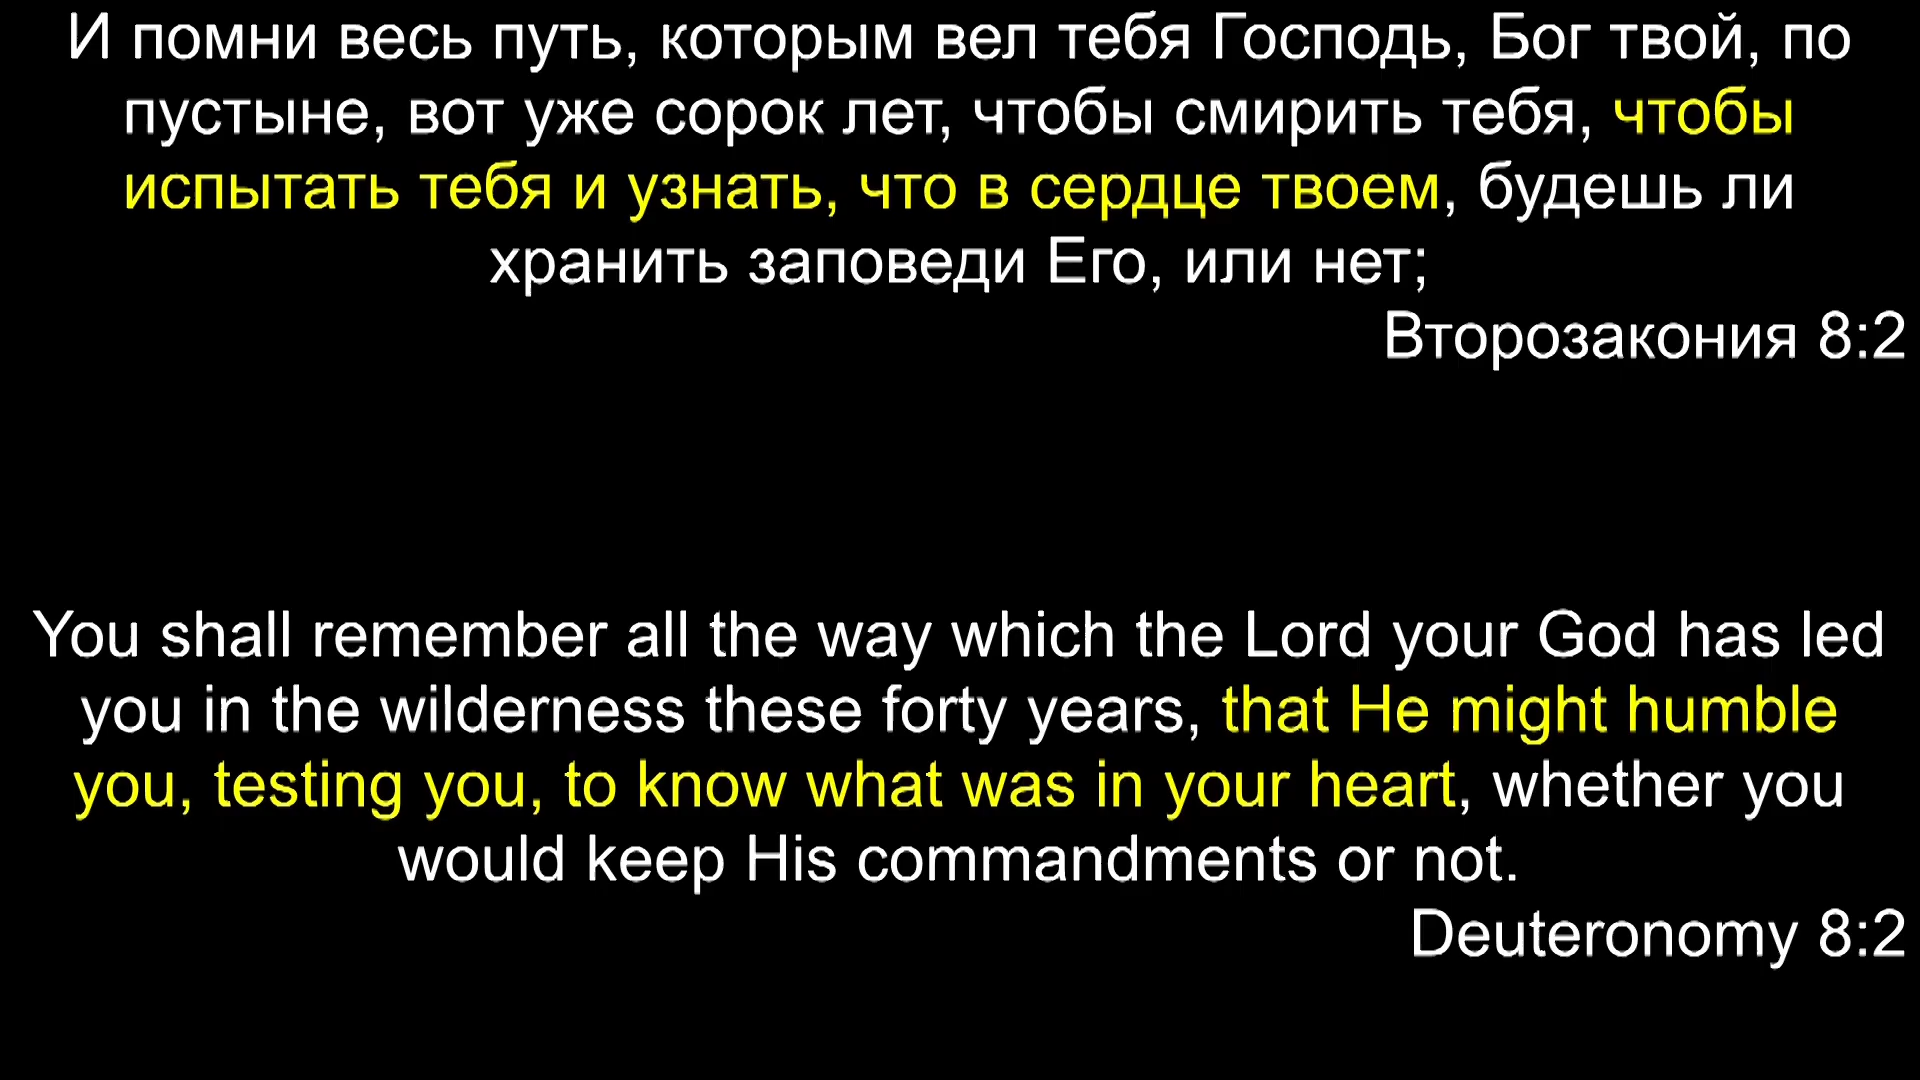 И помни весь путь, которым вел тебя Господь, Бог твой, по
пустыне, вот уже сорок лет, чтобы смирить тебя, чтобы
испытать тебя и узнать, что в сердце твоем, будешь ли
хранить заповеди Его, или нет;
Второзакония 8:2
You shall remember all the way which the Lord your God has led
you in the wilderness these forty years, that He might humble
you, testing you, to know what was in your heart, whether you
would keep His commandments or not.
Deuteronomy 8:2